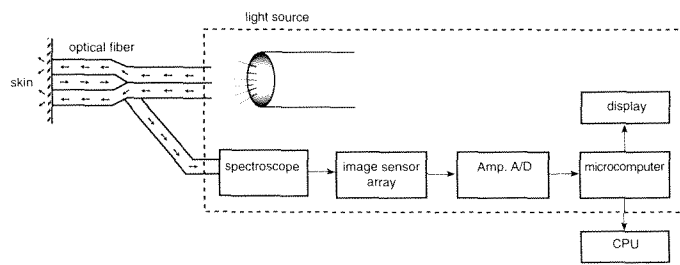 light source
optical fiber
skin
display
spectroscope
image sensor
array
Amp. A/D
microcomputer
CPU